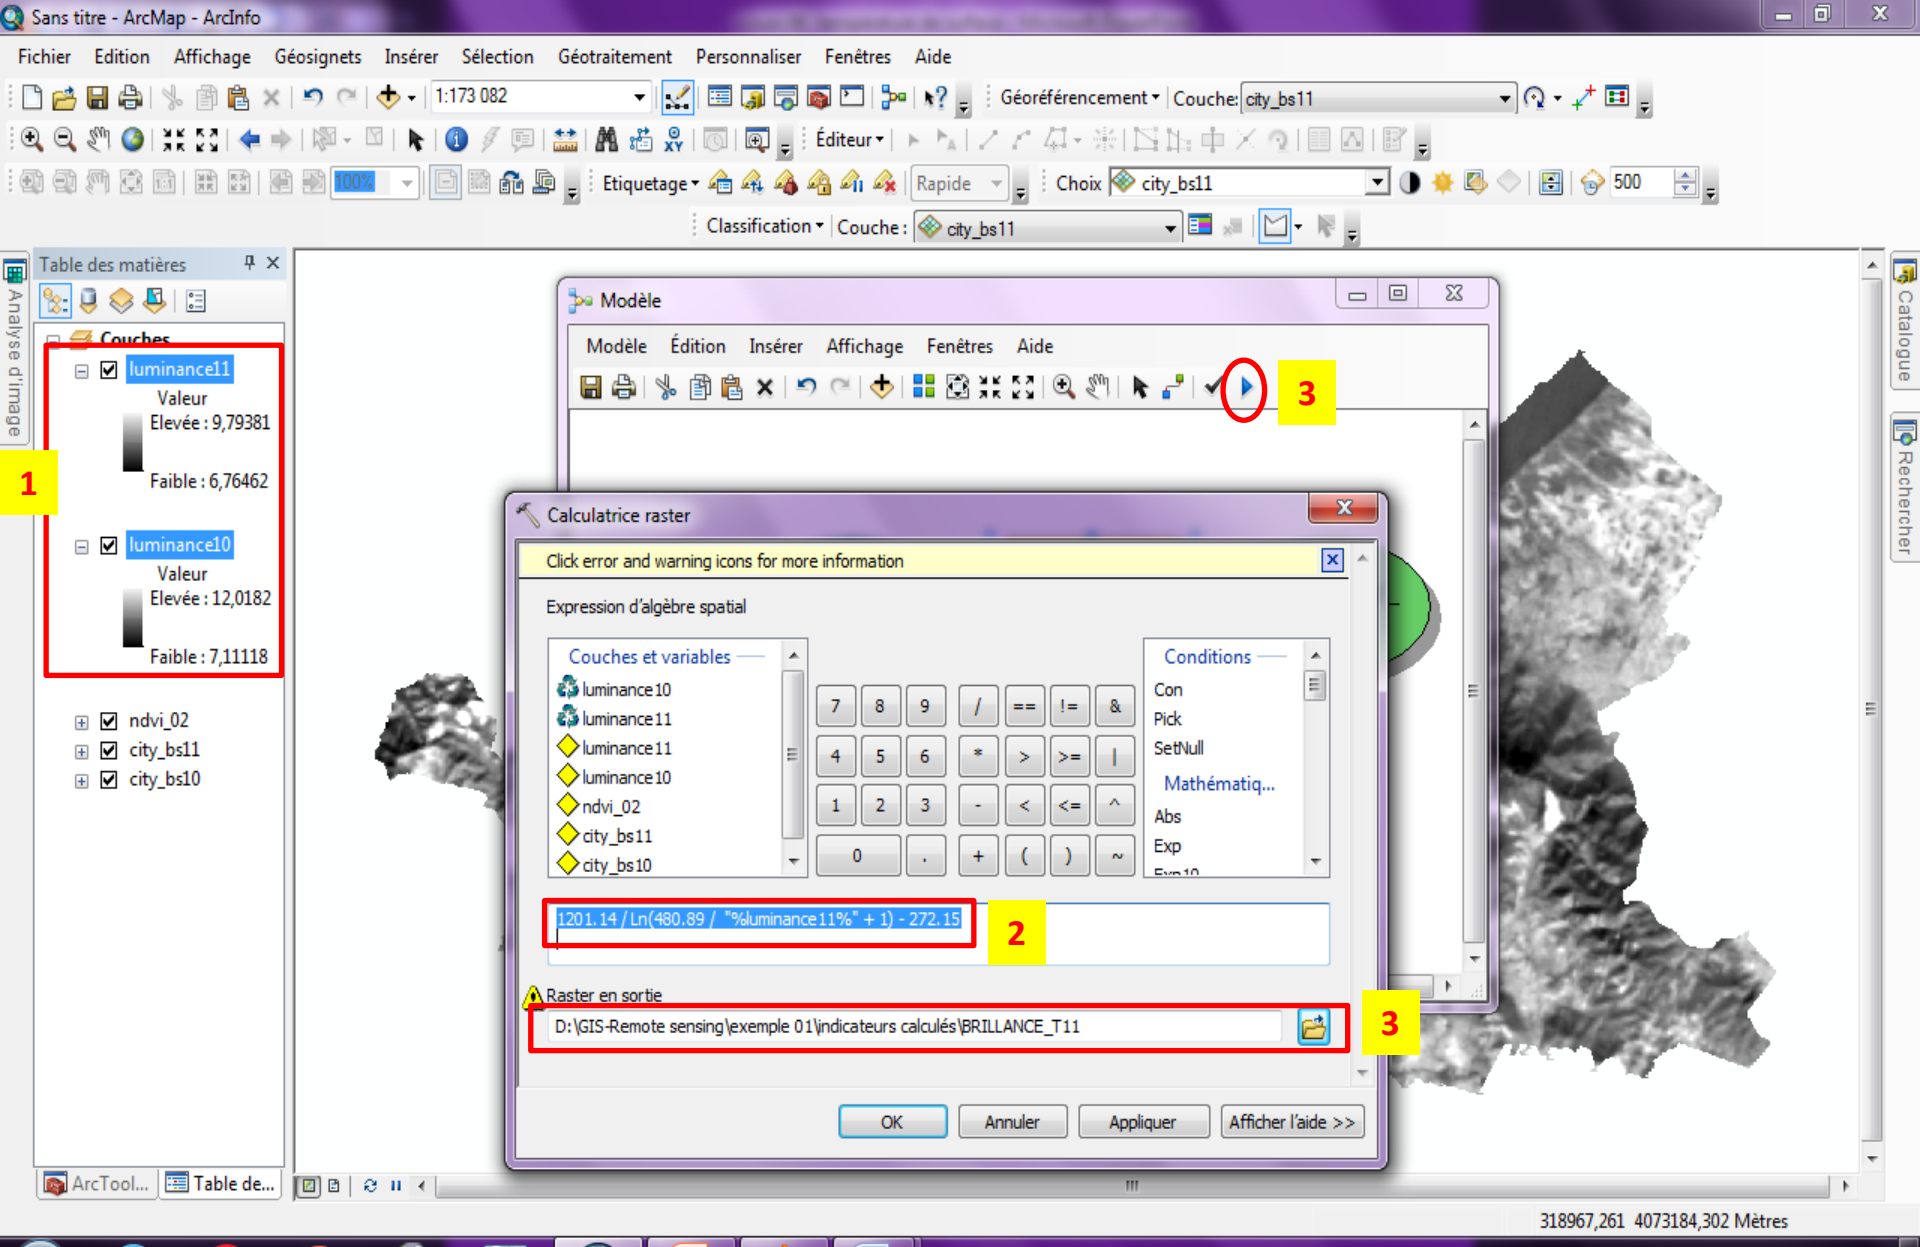 Sans titre - ArcMap - ArcInfo
Fichier Edition Affichage Géosignets Insérer Sélection Géotraitement Personnaliser Fenêtres Aide
1:173 082
Géoréférencement Couche: city_bs11
Éditeur
100%
Etiquetage Rapide Choix city_bs11 500
Classification Couche : city_bs11
Table des matières
Analyse d'image
Catalogue
Rechercher
Couches
luminance11
Valeur
Elevée : 9,79381
Faible : 6,76462
1
luminance10
Valeur
Elevée : 12,0182
Faible : 7,11118
ndvi_02
city_bs11
city_bs10
Modèle
Modèle Édition Insérer Affichage Fenêtres Aide
3
Calculatrice raster
Click error and warning icons for more information
Expression d'algèbre spatial
Couches et variables
luminance10
luminance11
luminance11
luminance10
ndvi_02
city_bs11
city_bs10
7 8 9 / == != &
4 5 6 * > >= |
1 2 3 - < <= ^
0 . + ( ) ~
Conditions
Con
Pick
SetNull
Mathématiq...
Abs
Exp
Exp10
1201.14 / Ln(480.89 / "%luminance11%" + 1) - 272.15
2
Raster en sortie
D:\GIS-Remote sensing\exemple 01\indicateurs calculés\BRILLANCE_T11
3
OK Annuler Appliquer Afficher l'aide >>
ArcTool... Table de...
318967,261 4073184,302 Mètres